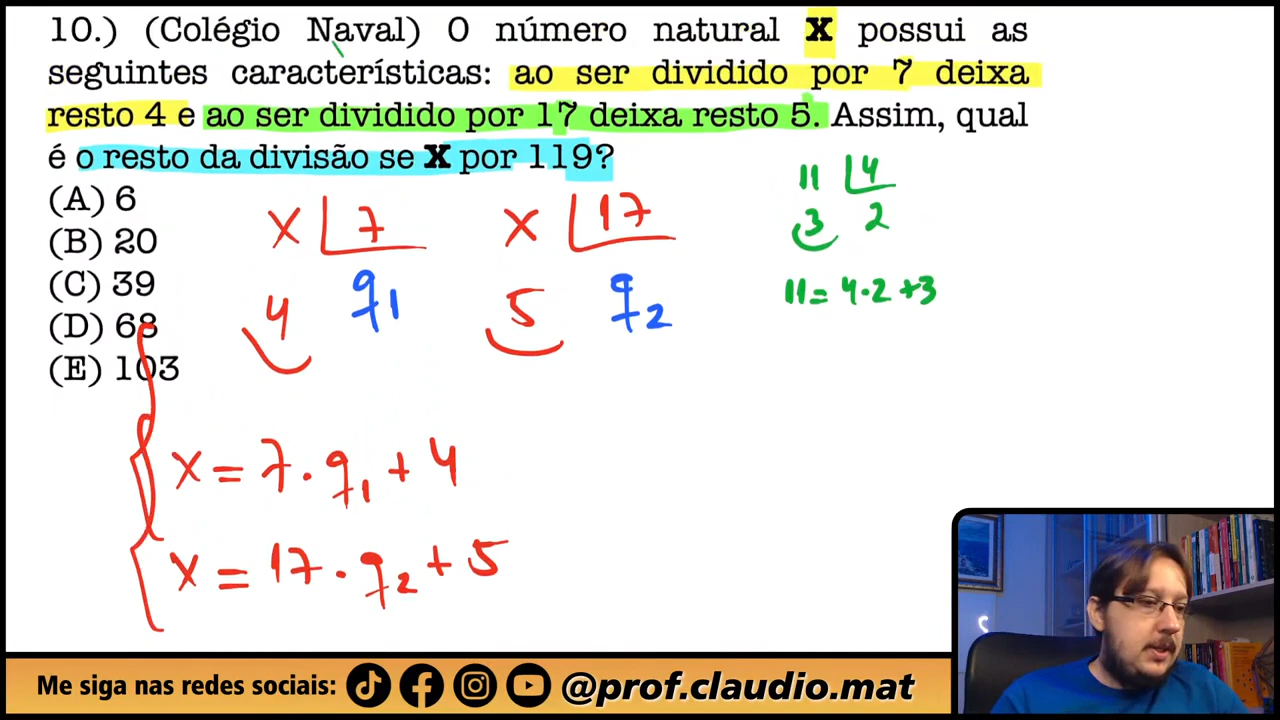 10.) (Colégio Naval) O número natural X possui as
seguintes características: ao ser dividido por 7 deixa
resto 4 e ao ser dividido por 17 deixa resto 5. Assim, qual
é o resto da divisão se X por 119?
(A) 6
(B) 20
(C) 39
(D) 68
(E) 103
x 7
4 q1
x 17
5 q2
11 4
3 2
11 = 4·2+3
x = 7·q1 + 4
x = 17·q2 + 5
Me siga nas redes sociais: @prof.claudio.mat